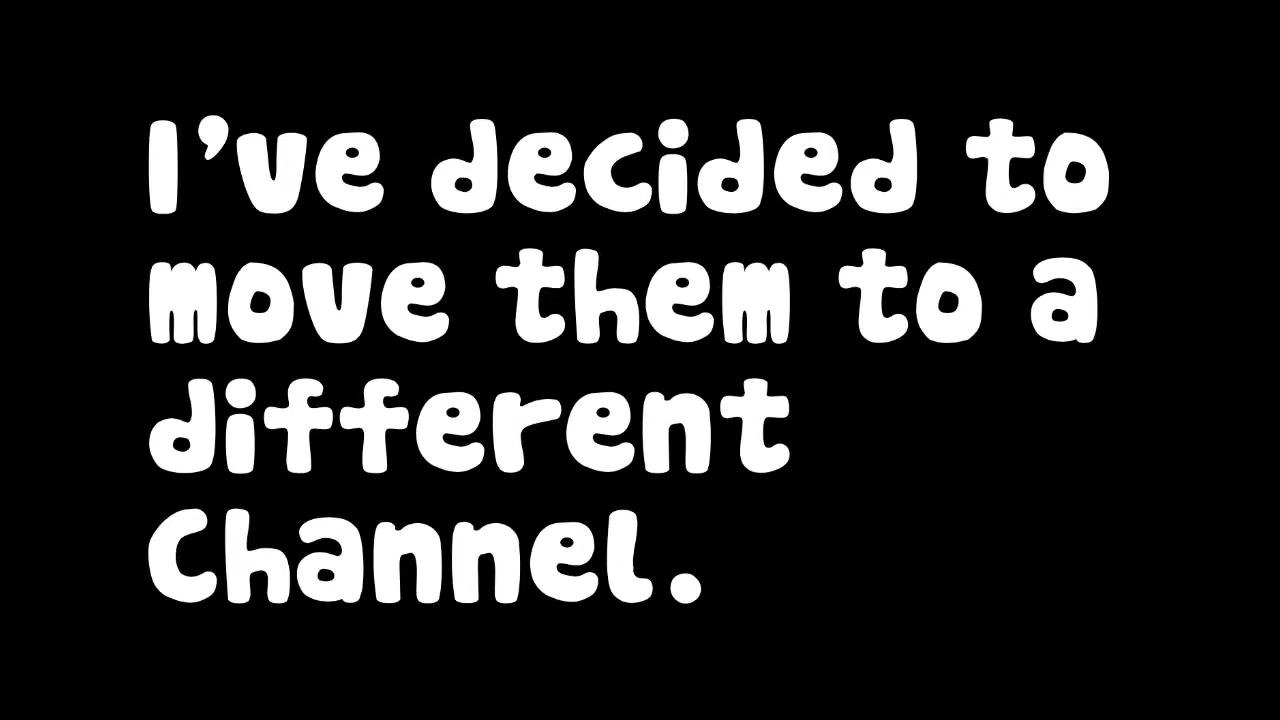 I’ve decided to
move them to a
different
Channel.